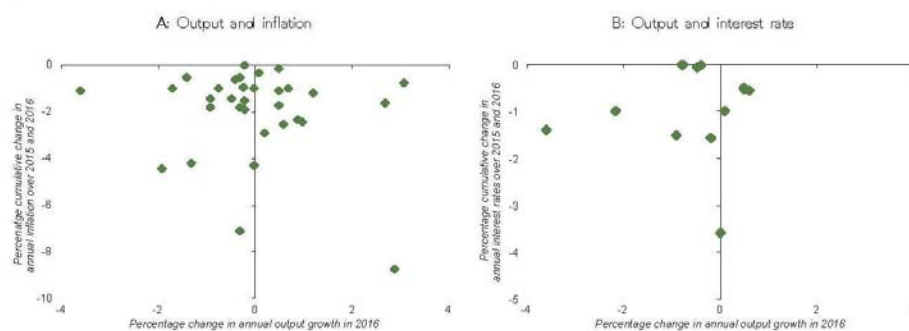 A: Output and inflation
B: Output and interest rate
Percenatge cumulative change in
annual inflation over 2015 and 2016
0
-2
-4
-6
-8
-10
-4
-2
0
2
4
Percentage change in annual output growth in 2016
Percentage cumulative change in
annual interest rates over 2015 and 2016
0
-1
-2
-3
-4
-5
-4
-2
0
2
Percentage change in annual output growth in 2016